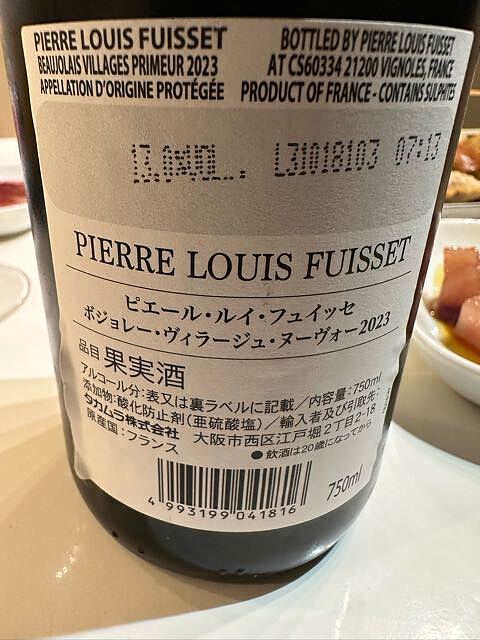 PIERRE LOUIS FUISSET
BEAUJOLAIS VILLAGES PRIMEUR 2023
APPELLATION D'ORIGINE PROTÉGÉE
BOTTLED BY PIERRE LOUIS FUISSET
AT CS60334 21200 VIGNOLES, FRANCE
PRODUCT OF FRANCE - CONTAINS SULPHITES
13.0%VOL. L31018103 07:13
PIERRE LOUIS FUISSET
ピエール・ルイ・フュイッセ
ボジョレー・ヴィラージュ・ヌーヴォー2023
品目 果実酒
アルコール分:表又は裏ラベルに記載/内容量:750ml
添加物:酸化防止剤(亜硫酸塩)/輸入者及び引取先:
タカムラ株式会社 大阪市西区江戸堀2丁目2-18
原産国:フランス ●飲酒は20歳になってから
4 993199 041816
750ml